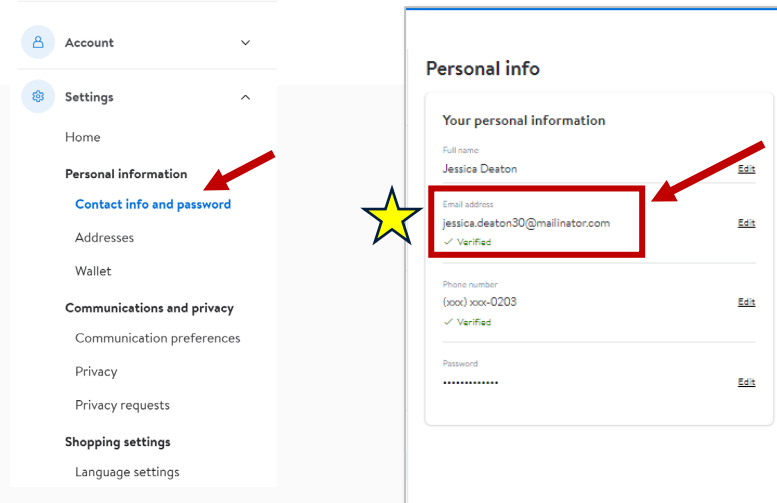 Account
Settings
Home
Personal information
Contact info and password
Addresses
Wallet
Communications and privacy
Communication preferences
Privacy
Privacy requests
Shopping settings
Language settings
Personal info
Your personal information
Full name
Jessica Deaton
Edit
Email address
jessica.deaton30@mailinator.com
Edit
Verified
Phone number
(xxx) xxx-0203
Edit
Verified
Password
•••••••••••••
Edit